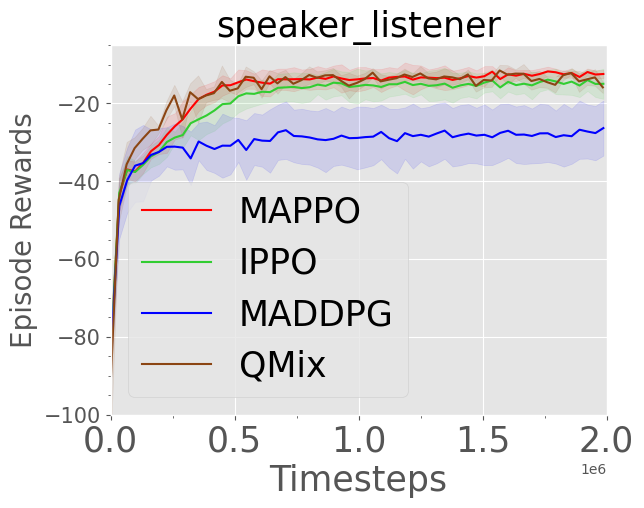 speaker_listener
Episode Rewards
−20
−40
−60
−80
−100
MAPPO
IPPO
MADDPG
QMix
0.0 0.5 1.0 1.5 2.0
1e6
Timesteps